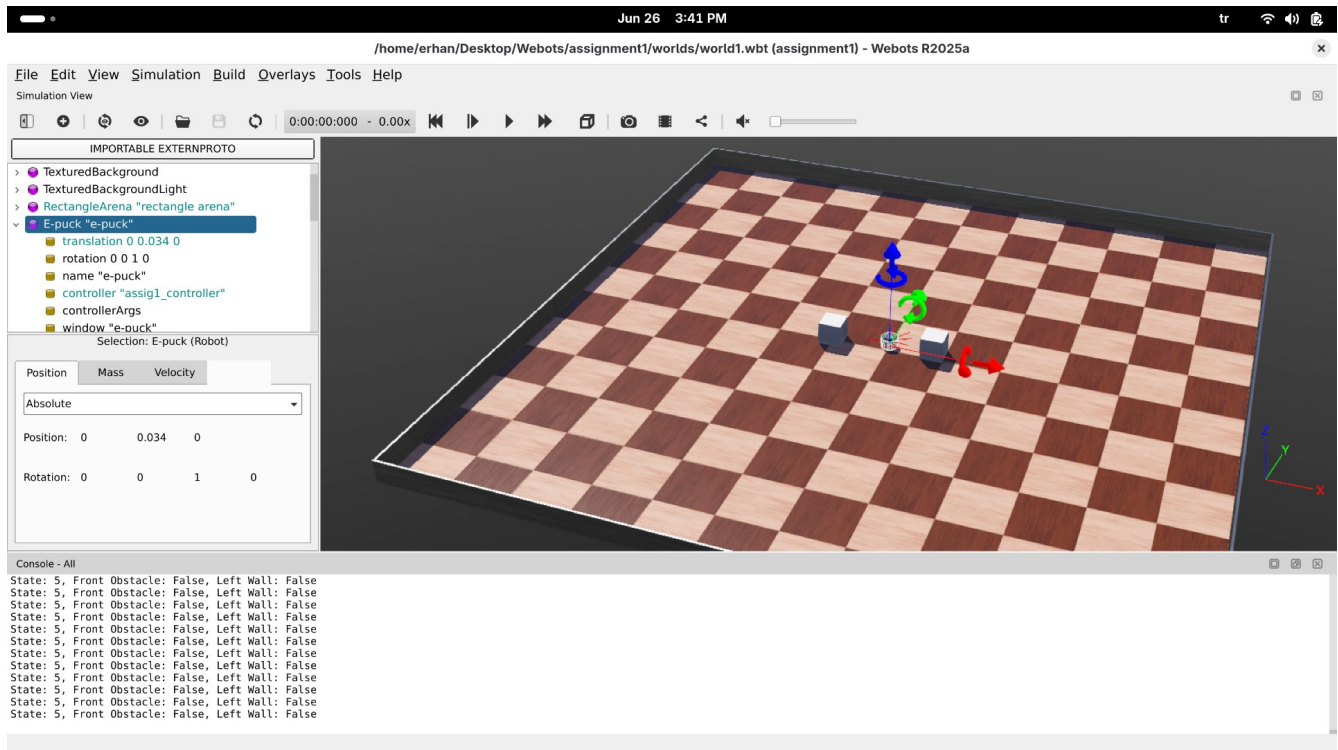 Jun 26 3:41 PM
tr
/home/erhan/Desktop/Webots/assignment1/worlds/world1.wbt (assignment1) - Webots R2025a
File Edit View Simulation Build Overlays Tools Help
Simulation View
0:00:00:000 - 0.00x
IMPORTABLE EXTERNPROTO
TexturedBackground
TexturedBackgroundLight
RectangleArena "rectangle arena"
E-puck "e-puck"
translation 0 0.034 0
rotation 0 0 1 0
name "e-puck"
controller "assig1_controller"
controllerArgs
window "e-puck"
Selection: E-puck (Robot)
Position Mass Velocity
Absolute
Position: 0 0.034 0
Rotation: 0 0 1 0
Z
Y
X
Console - All
State: 5, Front Obstacle: False, Left Wall: False
State: 5, Front Obstacle: False, Left Wall: False
State: 5, Front Obstacle: False, Left Wall: False
State: 5, Front Obstacle: False, Left Wall: False
State: 5, Front Obstacle: False, Left Wall: False
State: 5, Front Obstacle: False, Left Wall: False
State: 5, Front Obstacle: False, Left Wall: False
State: 5, Front Obstacle: False, Left Wall: False
State: 5, Front Obstacle: False, Left Wall: False
State: 5, Front Obstacle: False, Left Wall: False
State: 5, Front Obstacle: False, Left Wall: False
State: 5, Front Obstacle: False, Left Wall: False